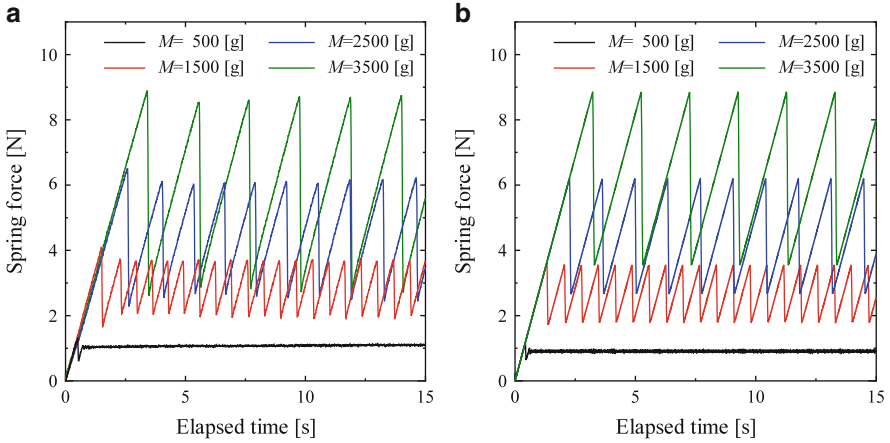 a
M= 500 [g] M=2500 [g]
M=1500 [g] M=3500 [g]
Spring force [N]
10
8
6
4
2
0
0 5 10 15
Elapsed time [s]
b
M= 500 [g] M=2500 [g]
M=1500 [g] M=3500 [g]
Spring force [N]
10
8
6
4
2
0
0 5 10 15
Elapsed time [s]